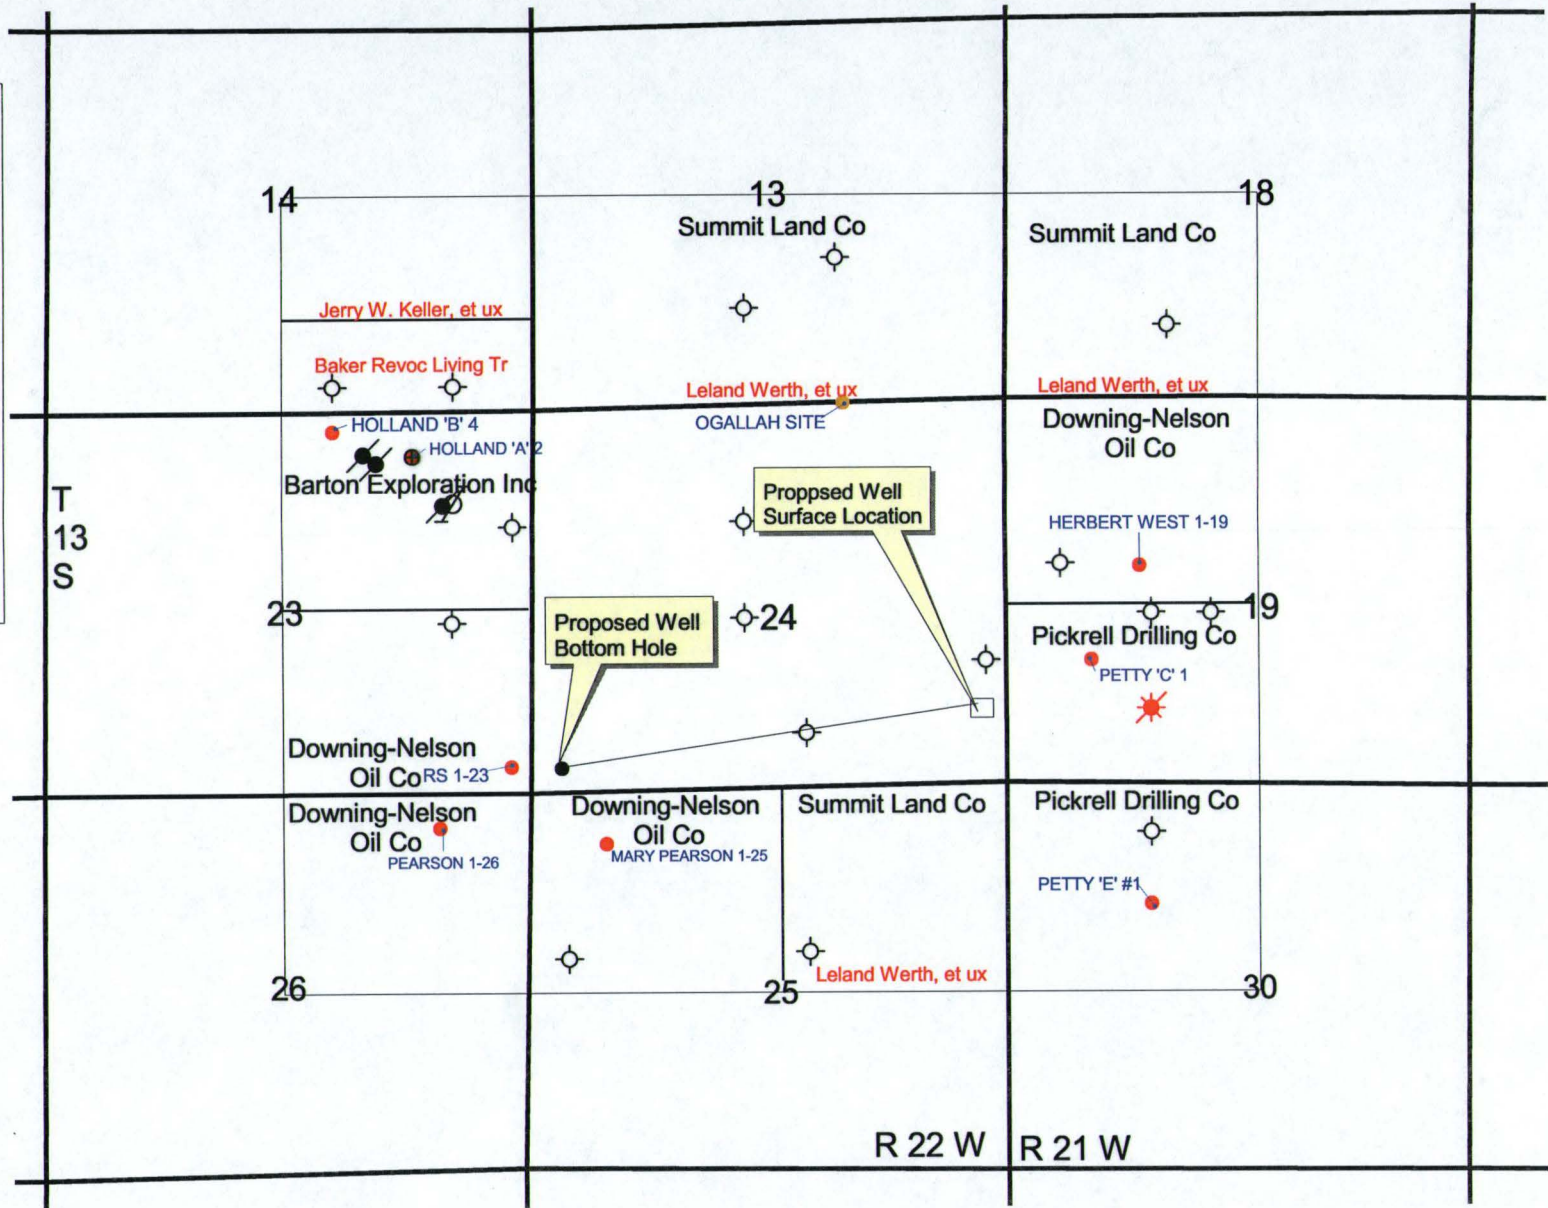 14
13
18
Summit Land Co
Summit Land Co
Jerry W. Keller, et ux
Baker Revoc Living Tr
Leland Werth, et ux
Leland Werth, et ux
HOLLAND 'B' 4
OGALLAH SITE
Downing-Nelson
Oil Co
HOLLAND 'A' 2
Barton Exploration Inc
T
13
S
Proppsed Well
Surface Location
HERBERT WEST 1-19
23
Proposed Well
Bottom Hole
24
19
Pickrell Drilling Co
PETTY 'C' 1
Downing-Nelson
Oil Co
RS 1-23
Downing-Nelson
Oil Co
PEARSON 1-26
Downing-Nelson
Oil Co
MARY PEARSON 1-25
Summit Land Co
Pickrell Drilling Co
PETTY 'E' #1
Leland Werth, et ux
26
25
30
R 22 W
R 21 W